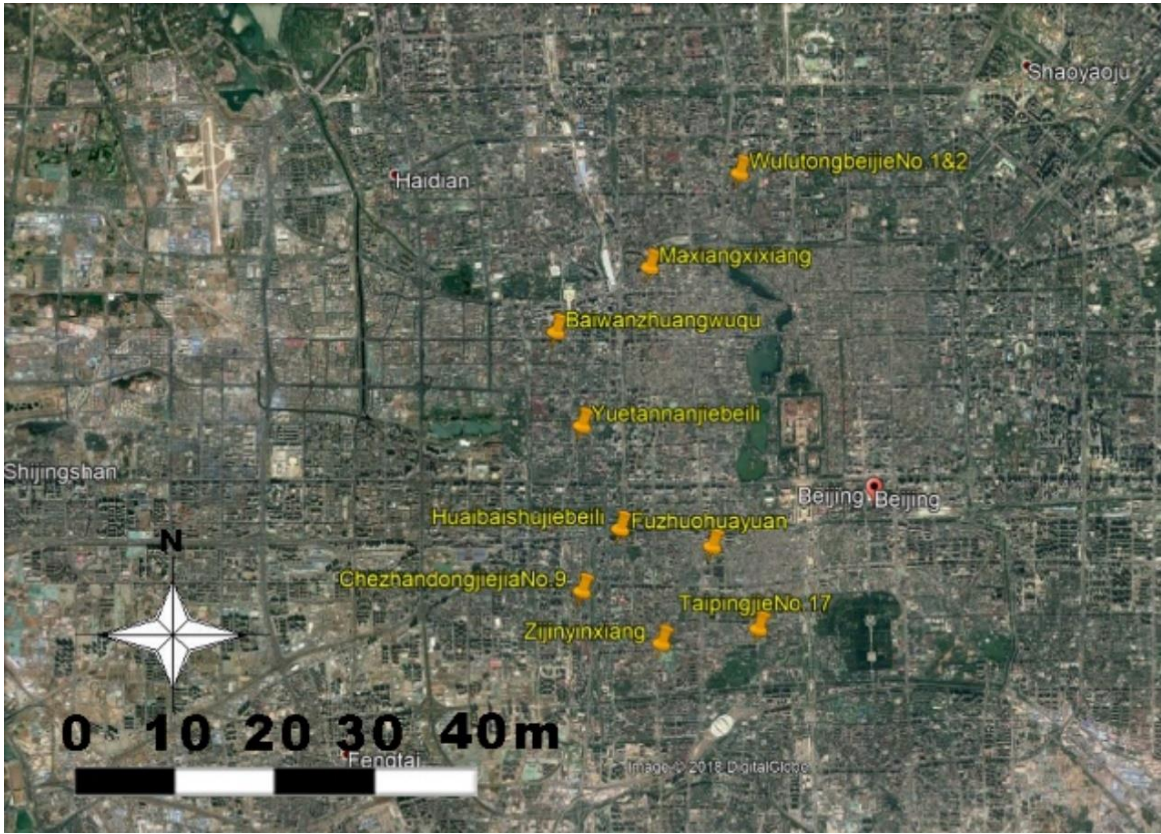 Shaoyaoju
WufutongbeijieNo.1&2
Haidian
Maxiangxixiang
Baiwanzhuangwuqu
Yuetannanjiebeili
Shijingshan
Beijing Beijing
Huaibaishujiebeili Fuzhuohuayuan
N
ChezhandongjiejiaNo.9
TaipingjieNo.17
Zijinyinxiang
0 10 20 30 40m
Fengtai
Image © 2018 DigitalGlobe